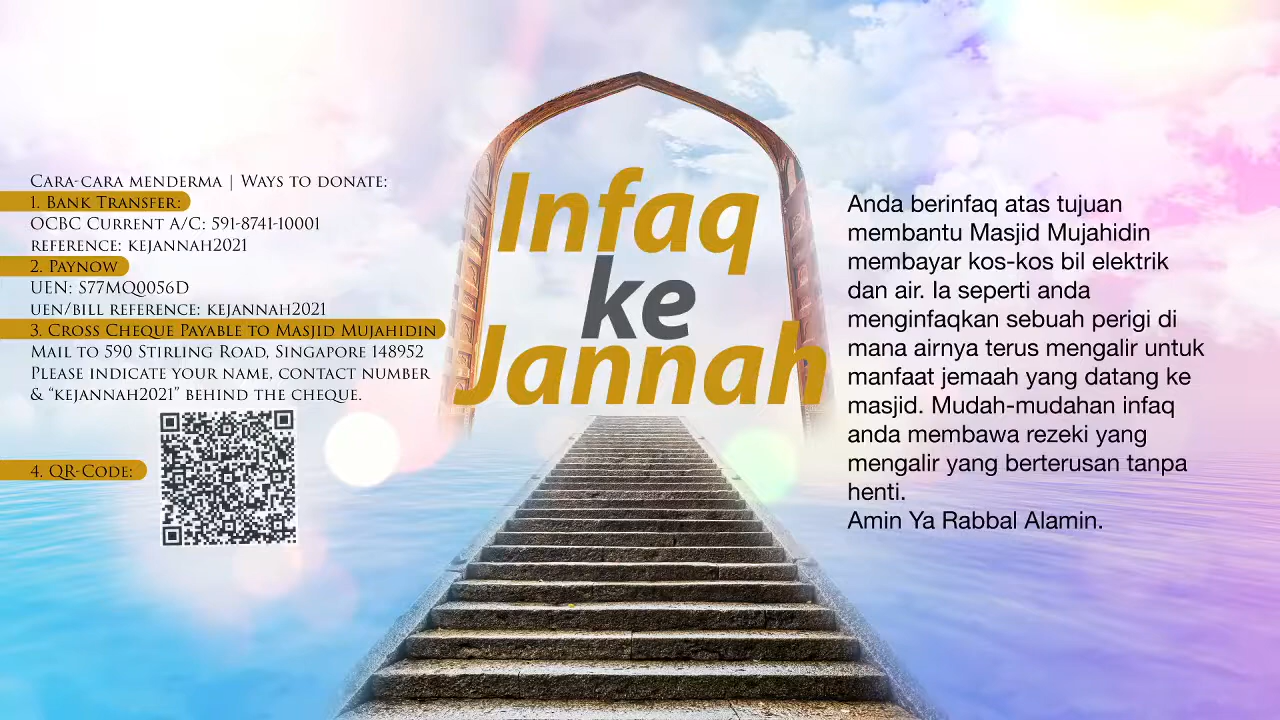 Cara-cara menderma | Ways to donate:
1. Bank Transfer:
OCBC Current A/C: 591-8741-10001
reference: kejannah2021
2. Paynow
UEN: S77MQ0056D
uen/bill reference: kejannah2021
3. Cross Cheque Payable to Masjid Mujahidin
Mail to 590 Stirling Road, Singapore 148952
Please indicate your name, contact number
& “kejannah2021” behind the cheque.
4. QR-Code:
Infaq
ke
Jannah
Anda berinfaq atas tujuan
membantu Masjid Mujahidin
membayar kos-kos bil elektrik
dan air. Ia seperti anda
menginfaqkan sebuah perigi di
mana airnya terus mengalir untuk
manfaat jemaah yang datang ke
masjid. Mudah-mudahan infaq
anda membawa rezeki yang
mengalir yang berterusan tanpa
henti.
Amin Ya Rabbal Alamin.